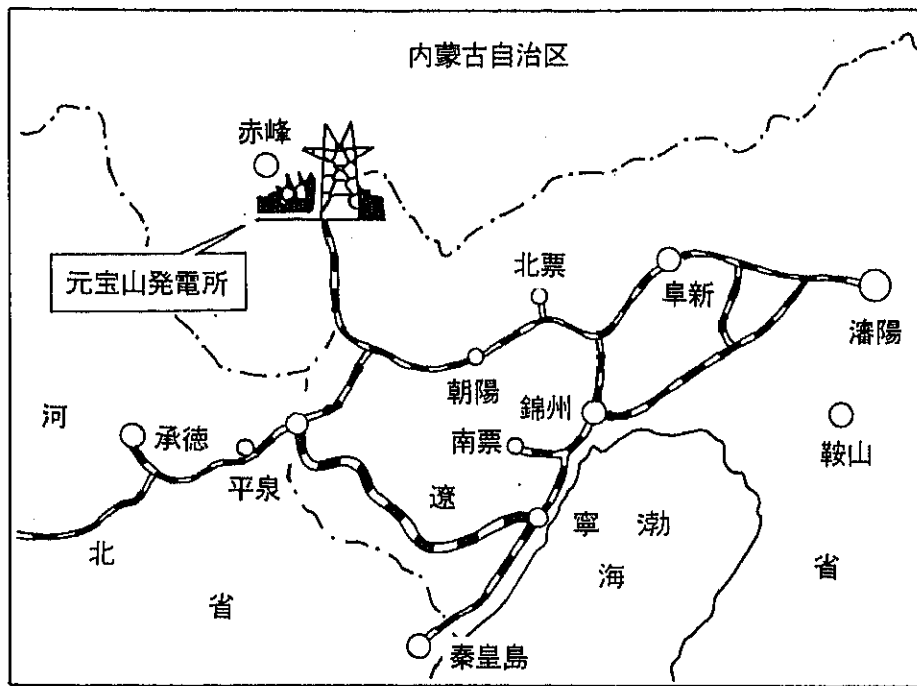 内蒙古自治区
赤峰
元宝山発電所
北票
阜新
瀋陽
朝陽
錦州
河
承徳
南票
鞍山
平泉
遼
寧
渤
北
海
省
省
秦皇島